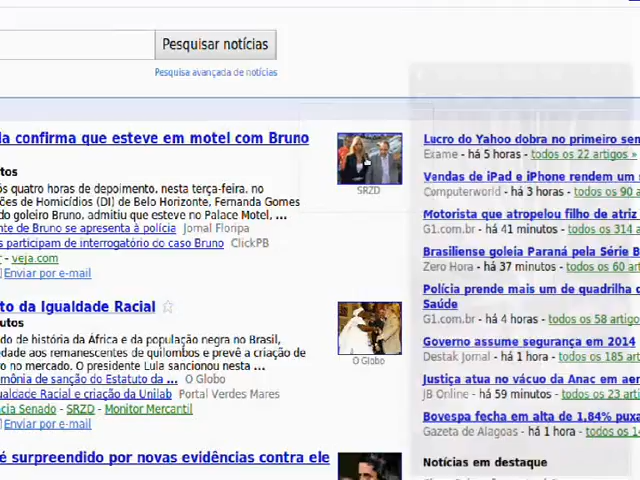 Pesquisar notícias
Pesquisa avançada de notícias
la confirma que esteve em motel com Bruno
tos
ós quatro horas de depoimento, nesta terça-feira, no
ções de Homicídios (DI) de Belo Horizonte, Fernanda Gomes
do goleiro Bruno, admitiu que esteve no Palace Motel, ...
nte de Bruno se apresenta à polícia Jornal Floripa
s participam de interrogatório do caso Bruno ClickPB
r - veja.com
Enviar por e-mail
SRZD
to da Igualdade Racial
utos
do de história da África e da população negra no Brasil,
edade aos remanescentes de quilombos e prevê a criação de
o no mercado. O presidente Lula sancionou nesta ...
imônia de sanção do Estatuto da ... O Globo
ualdade Racial e criação da Unilab Portal Verdes Mares
ncia Senado - SRZD - Monitor Mercantil
Enviar por e-mail
O Globo
é surpreendido por novas evidências contra ele
Lucro do Yahoo dobra no primeiro sem
Exame - há 5 horas - todos os 22 artigos »
Vendas de iPad e iPhone rendem um
Computerworld - há 3 horas - todos os 90 a
Motorista que atropelou filho de atriz
G1.com.br - há 41 minutos - todos os 314 a
Brasiliense goleia Paraná pela Série B
Zero Hora - há 37 minutos - todos os 60 ar
Polícia prende mais um de quadrilha d
Saúde
G1.com.br - há 4 horas - todos os 58 artigo
Governo assume segurança em 2014
Destak Jornal - há 1 hora - todos os 185 art
Justiça atua no vácuo da Anac em aer
JB Online - há 59 minutos - todos os 23 arti
Bovespa fecha em alta de 1,84% puxa
Gazeta de Alagoas - há 1 hora - todos os 14
Notícias em destaque